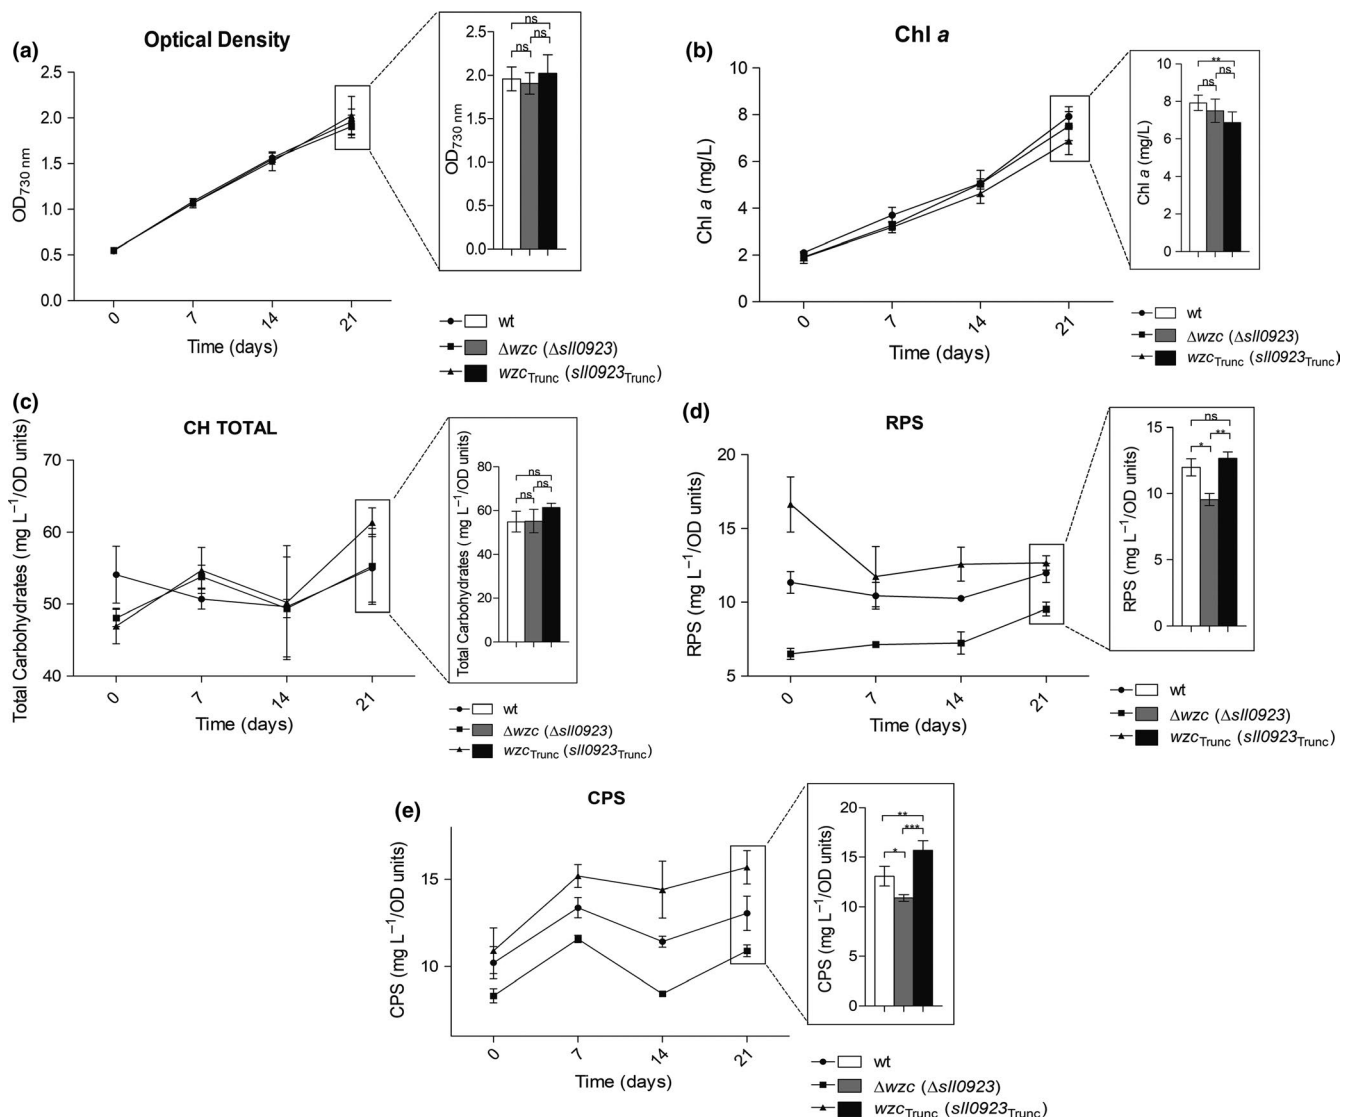 (a)
Optical Density
OD730 nm
2.5
2.0
1.5
1.0
0.5
0.0
0
7
14
21
Time (days)
OD730 nm
2.5
2.0
1.5
1.0
0.5
0.0
ns
ns
ns
wt
Δwzc (Δsll0923)
wzcTrunc (sll0923Trunc)
(b)
Chl a
Chl a (mg/L)
10
8
6
4
2
0
0
7
14
21
Time (days)
Chl a (mg/L)
10
8
6
4
2
0
**
ns
ns
wt
Δwzc (Δsll0923)
wzcTrunc (sll0923Trunc)
(c)
CH TOTAL
Total Carbohydrates (mg L−1/OD units)
70
60
50
40
0
7
14
21
Time (days)
Total Carbohydrates (mg L−1/OD units)
80
60
40
20
0
ns
ns
ns
wt
Δwzc (Δsll0923)
wzcTrunc (sll0923Trunc)
(d)
RPS
RPS (mg L−1/OD units)
20
15
10
5
0
7
14
21
Time (days)
RPS (mg L−1/OD units)
15
10
5
0
ns
*
**
wt
Δwzc (Δsll0923)
wzcTrunc (sll0923Trunc)
(e)
CPS
CPS (mg L−1/OD units)
15
10
0
7
14
21
Time (days)
CPS (mg L−1/OD units)
20
15
10
5
0
**
***
*
wt
Δwzc (Δsll0923)
wzcTrunc (sll0923Trunc)